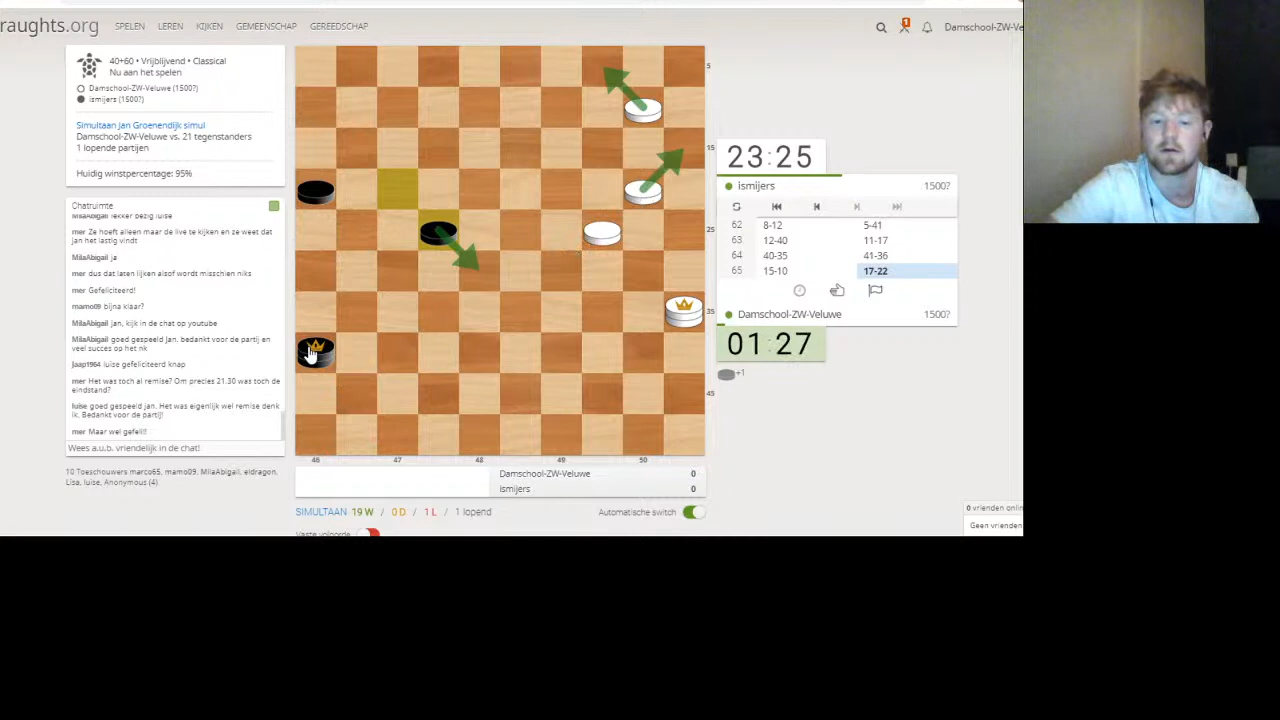 raughts.org
SPELEN LEREN KIJKEN GEMEENSCHAP GEREEDSCHAP
1
Damschool-ZW-Ve
40+60 • Vrijblijvend • Classical
Nu aan het spelen
Damschool-ZW-Veluwe (1500?)
ismijers (1500?)
Simultaan Jan Groenendijk simul
Damschool-ZW-Veluwe vs. 21 tegenstanders
1 lopende partijen
Huidig winstpercentage: 95%
Chatruimte
MilaAbigail lekker bezig luise
mer Ze hoeft alleen maar de live te kijken en ze weet dat
jan het lastig vindt
MilaAbigail ja
mer dus dat laten lijken alsof wordt misschien niks
mer Gefeliciteerd!
mamo09 bijna klaar?
MilaAbigail Jan, kijk in de chat op youtube
MilaAbigail goed gespeeld Jan. bedankt voor de partij en
veel succes op het nk
jaap1964 luise gefeliciteerd knap
mer Het was toch al remise? Om precies 21.30 was toch de
eindstand?
luise goed gespeeld jan. Het was eigenlijk wel remise denk
ik. Bedankt voor de partij!
mer Maar wel gefeli!!
Wees a.u.b. vriendelijk in de chat!
10 Toeschouwers marco65, mamo09, MilaAbigail, eldragon,
Lisa, luise, Anonymous (4)
5
15
25
35
45
46 47 48 49 50
23:25
ismijers 1500?
62 8-12 5-41
63 12-40 11-17
64 40-35 41-36
65 15-10 17-22
Damschool-ZW-Veluwe 1500?
01:27
+1
Damschool-ZW-Veluwe 0
ismijers 0
SIMULTAAN 19 W / 0 D / 1 L / 1 lopend
Automatische switch
Vaste volgorde
0 vrienden onlin
Geen vrienden